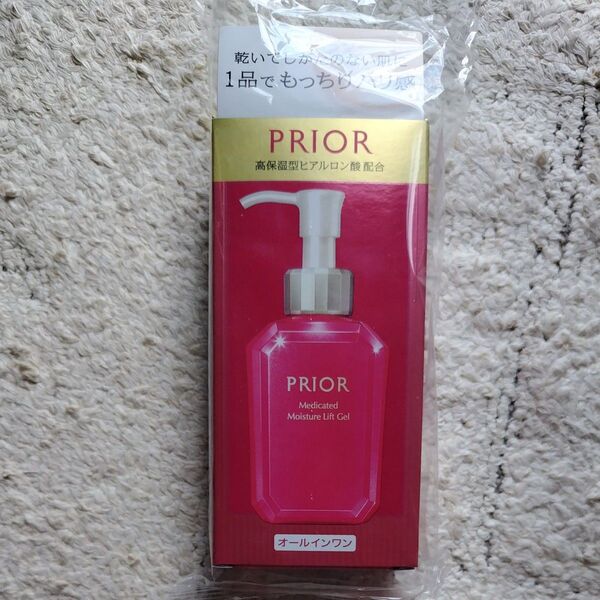 乾いてしかたのない肌に
1品でもっちりハリ感
PRIOR
高保湿型ヒアルロン酸 配合
PRIOR
Medicated
Moisture Lift Gel
オールインワン